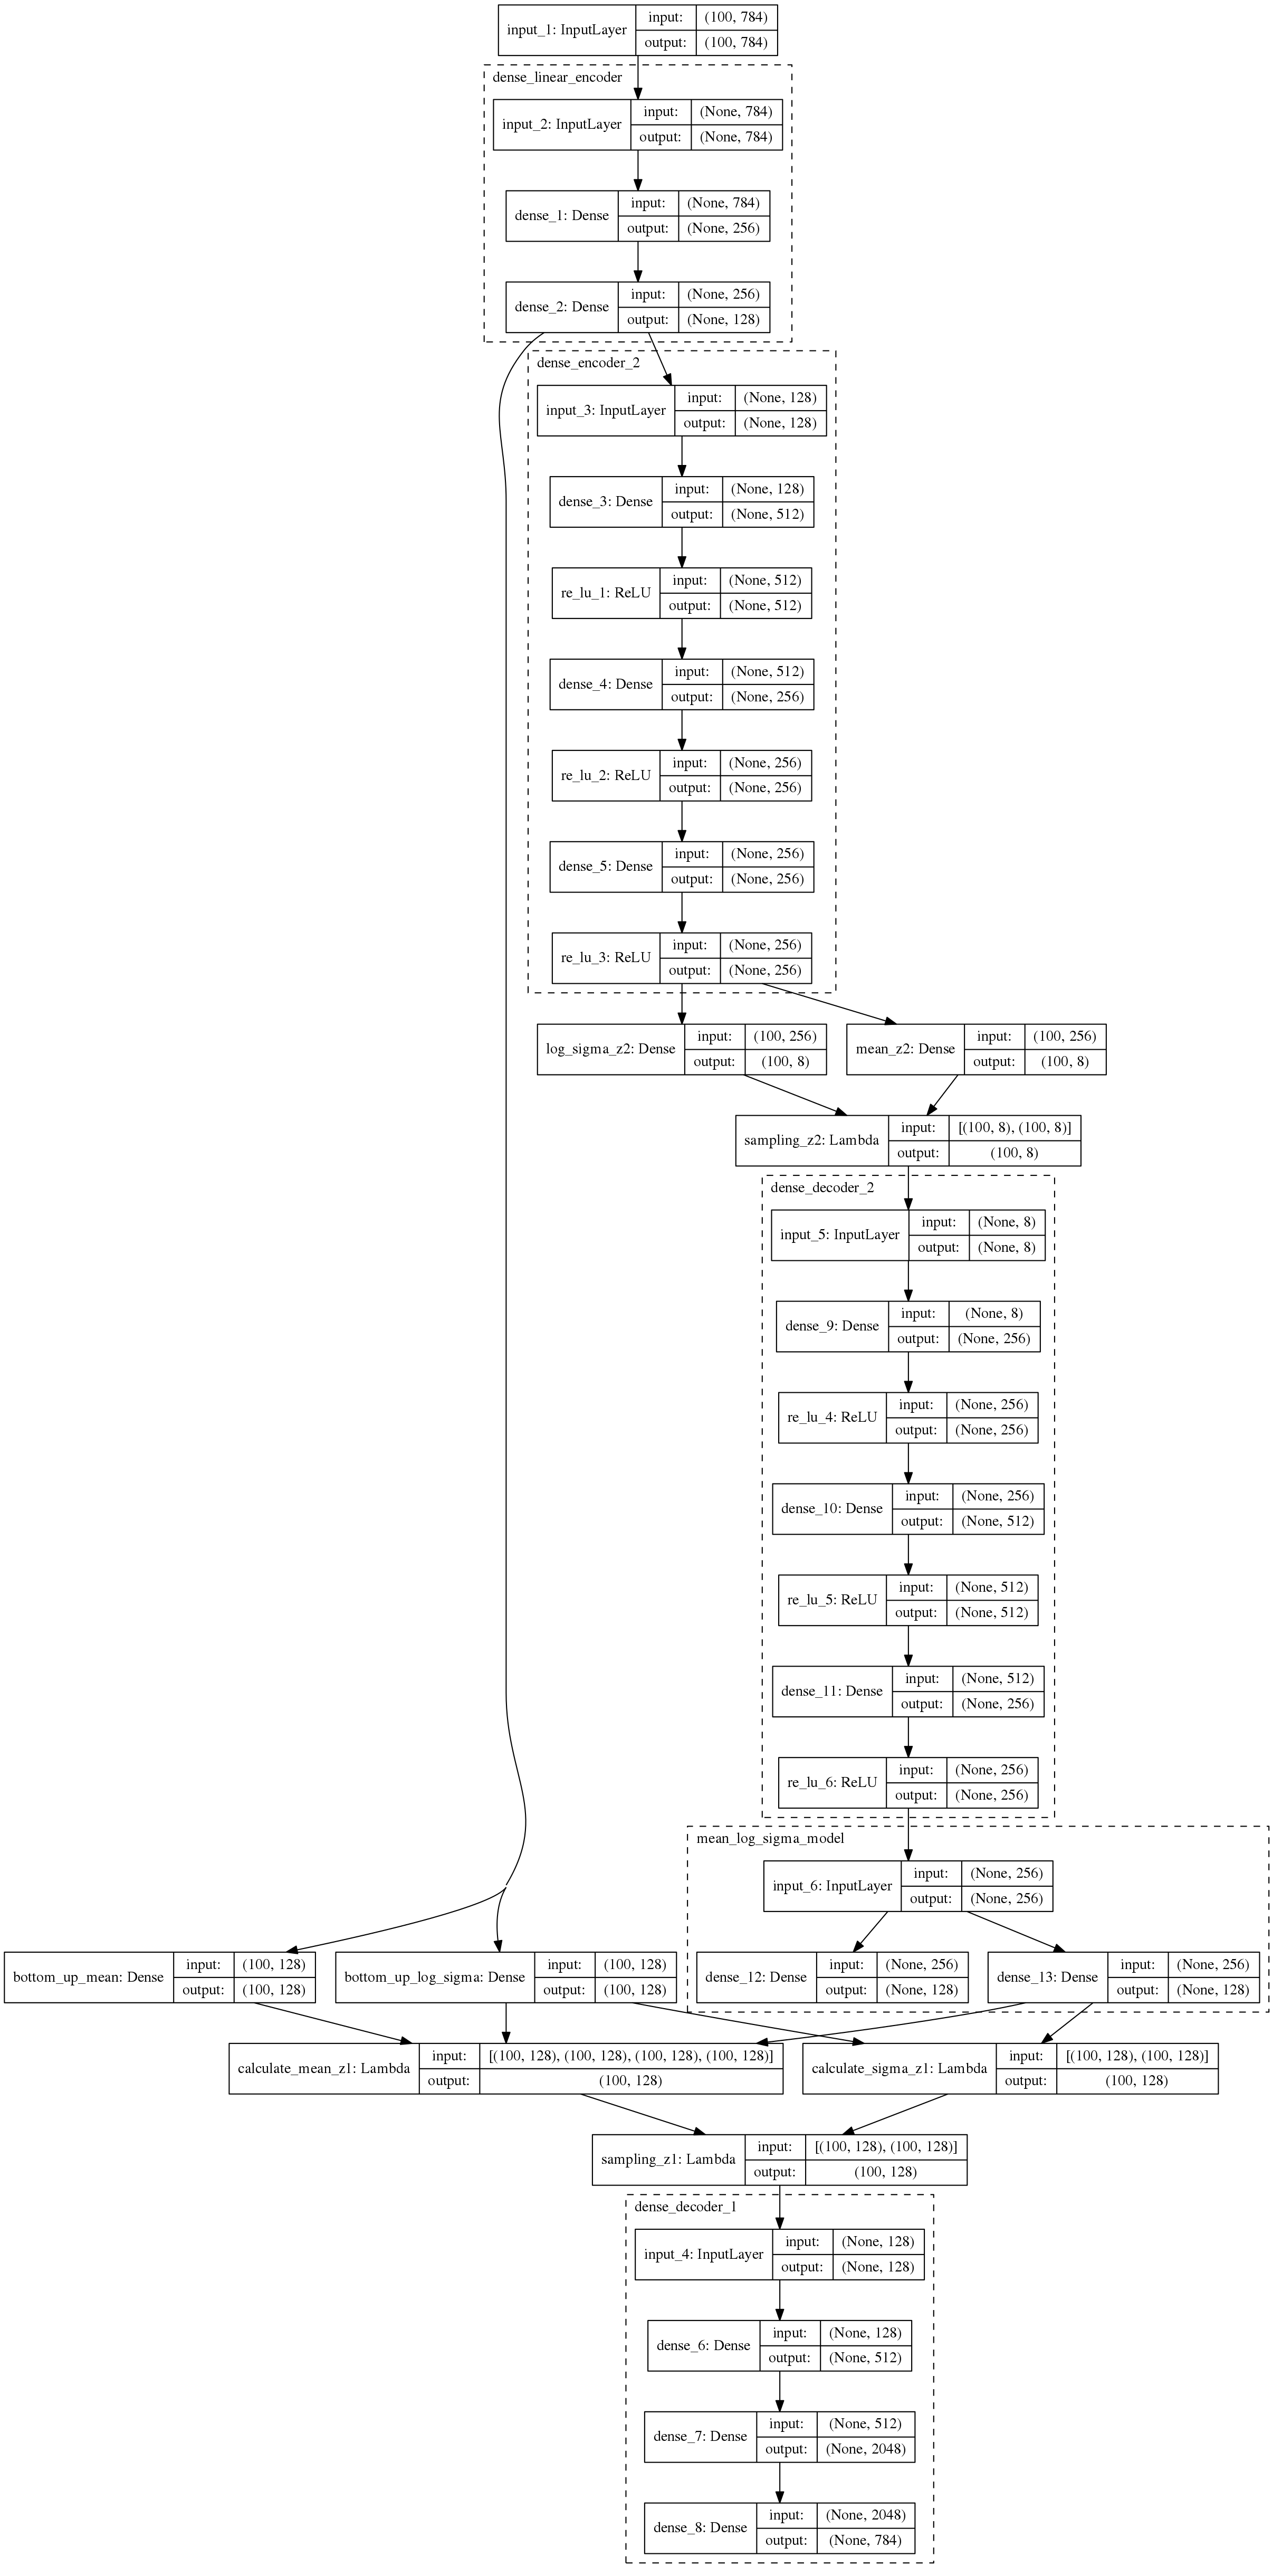 input_1: InputLayer
input:
(100, 784)
output:
(100, 784)
dense_linear_encoder
input_2: InputLayer
input:
(None, 784)
output:
(None, 784)
dense_1: Dense
input:
(None, 784)
output:
(None, 256)
dense_2: Dense
input:
(None, 256)
output:
(None, 128)
dense_encoder_2
input_3: InputLayer
input:
(None, 128)
output:
(None, 128)
dense_3: Dense
input:
(None, 128)
output:
(None, 512)
re_lu_1: ReLU
input:
(None, 512)
output:
(None, 512)
dense_4: Dense
input:
(None, 512)
output:
(None, 256)
re_lu_2: ReLU
input:
(None, 256)
output:
(None, 256)
dense_5: Dense
input:
(None, 256)
output:
(None, 256)
re_lu_3: ReLU
input:
(None, 256)
output:
(None, 256)
log_sigma_z2: Dense
input:
(100, 256)
output:
(100, 8)
mean_z2: Dense
input:
(100, 256)
output:
(100, 8)
sampling_z2: Lambda
input:
[(100, 8), (100, 8)]
output:
(100, 8)
dense_decoder_2
input_5: InputLayer
input:
(None, 8)
output:
(None, 8)
dense_9: Dense
input:
(None, 8)
output:
(None, 256)
re_lu_4: ReLU
input:
(None, 256)
output:
(None, 256)
dense_10: Dense
input:
(None, 256)
output:
(None, 512)
re_lu_5: ReLU
input:
(None, 512)
output:
(None, 512)
dense_11: Dense
input:
(None, 512)
output:
(None, 256)
re_lu_6: ReLU
input:
(None, 256)
output:
(None, 256)
mean_log_sigma_model
input_6: InputLayer
input:
(None, 256)
output:
(None, 256)
bottom_up_mean: Dense
input:
(100, 128)
output:
(100, 128)
bottom_up_log_sigma: Dense
input:
(100, 128)
output:
(100, 128)
dense_12: Dense
input:
(None, 256)
output:
(None, 128)
dense_13: Dense
input:
(None, 256)
output:
(None, 128)
calculate_mean_z1: Lambda
input:
[(100, 128), (100, 128), (100, 128), (100, 128)]
output:
(100, 128)
calculate_sigma_z1: Lambda
input:
[(100, 128), (100, 128)]
output:
(100, 128)
sampling_z1: Lambda
input:
[(100, 128), (100, 128)]
output:
(100, 128)
dense_decoder_1
input_4: InputLayer
input:
(None, 128)
output:
(None, 128)
dense_6: Dense
input:
(None, 128)
output:
(None, 512)
dense_7: Dense
input:
(None, 512)
output:
(None, 2048)
dense_8: Dense
input:
(None, 2048)
output:
(None, 784)